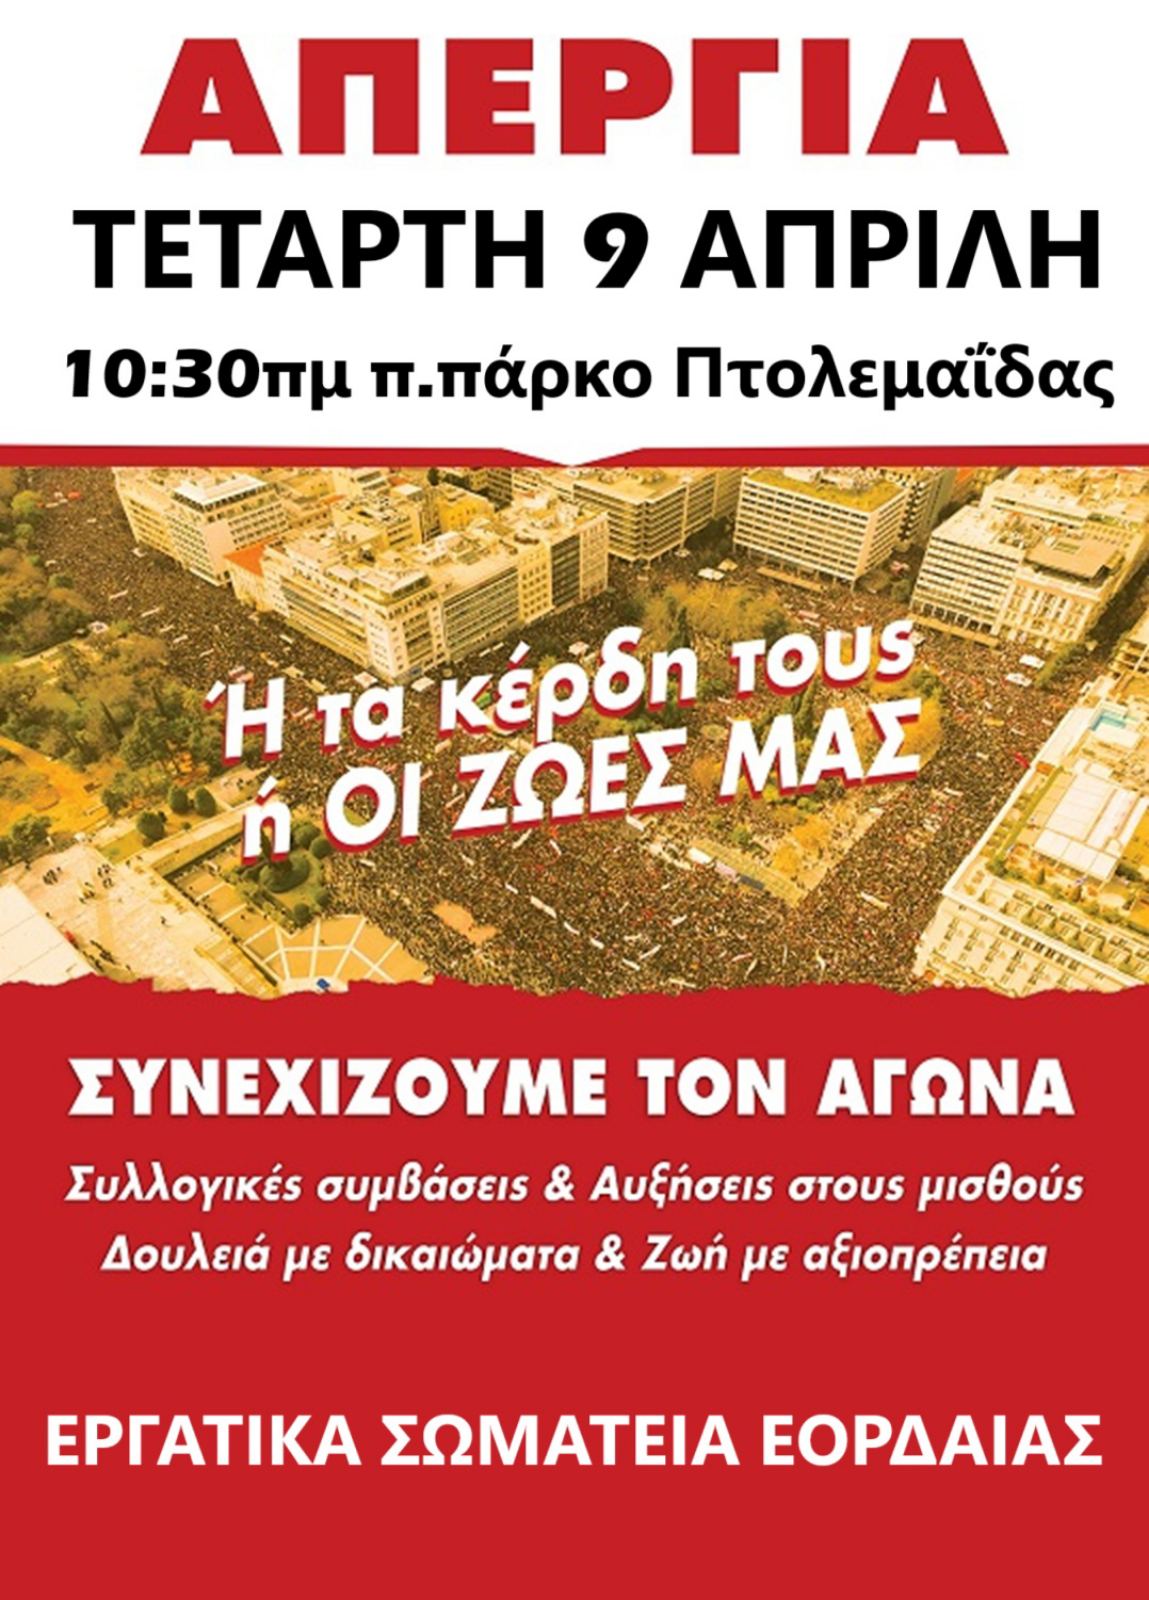 ΑΠΕΡΓΙΑ
ΤΕΤΑΡΤΗ 9 ΑΠΡΙΛΗ
10:30πμ π.πάρκο Πτολεμαΐδας
Ή τα κέρδη τους
ή ΟΙ ΖΩΕΣ ΜΑΣ
ΣΥΝΕΧΙΖΟΥΜΕ ΤΟΝ ΑΓΩΝΑ
Συλλογικές συμβάσεις & Αυξήσεις στους μισθούς
Δουλειά με δικαιώματα & Ζωή με αξιοπρέπεια
ΕΡΓΑΤΙΚΑ ΣΩΜΑΤΕΙΑ ΕΟΡΔΑΙΑΣ